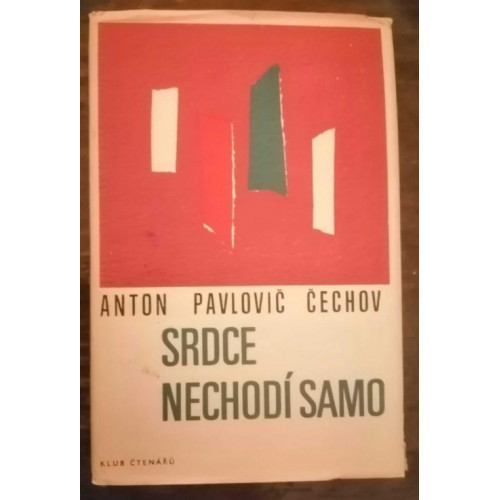 ANTON PAVLOVIČ ČECHOV
SRDCE
NECHODÍ SAMO
KLUB ČTENÁŘŮ